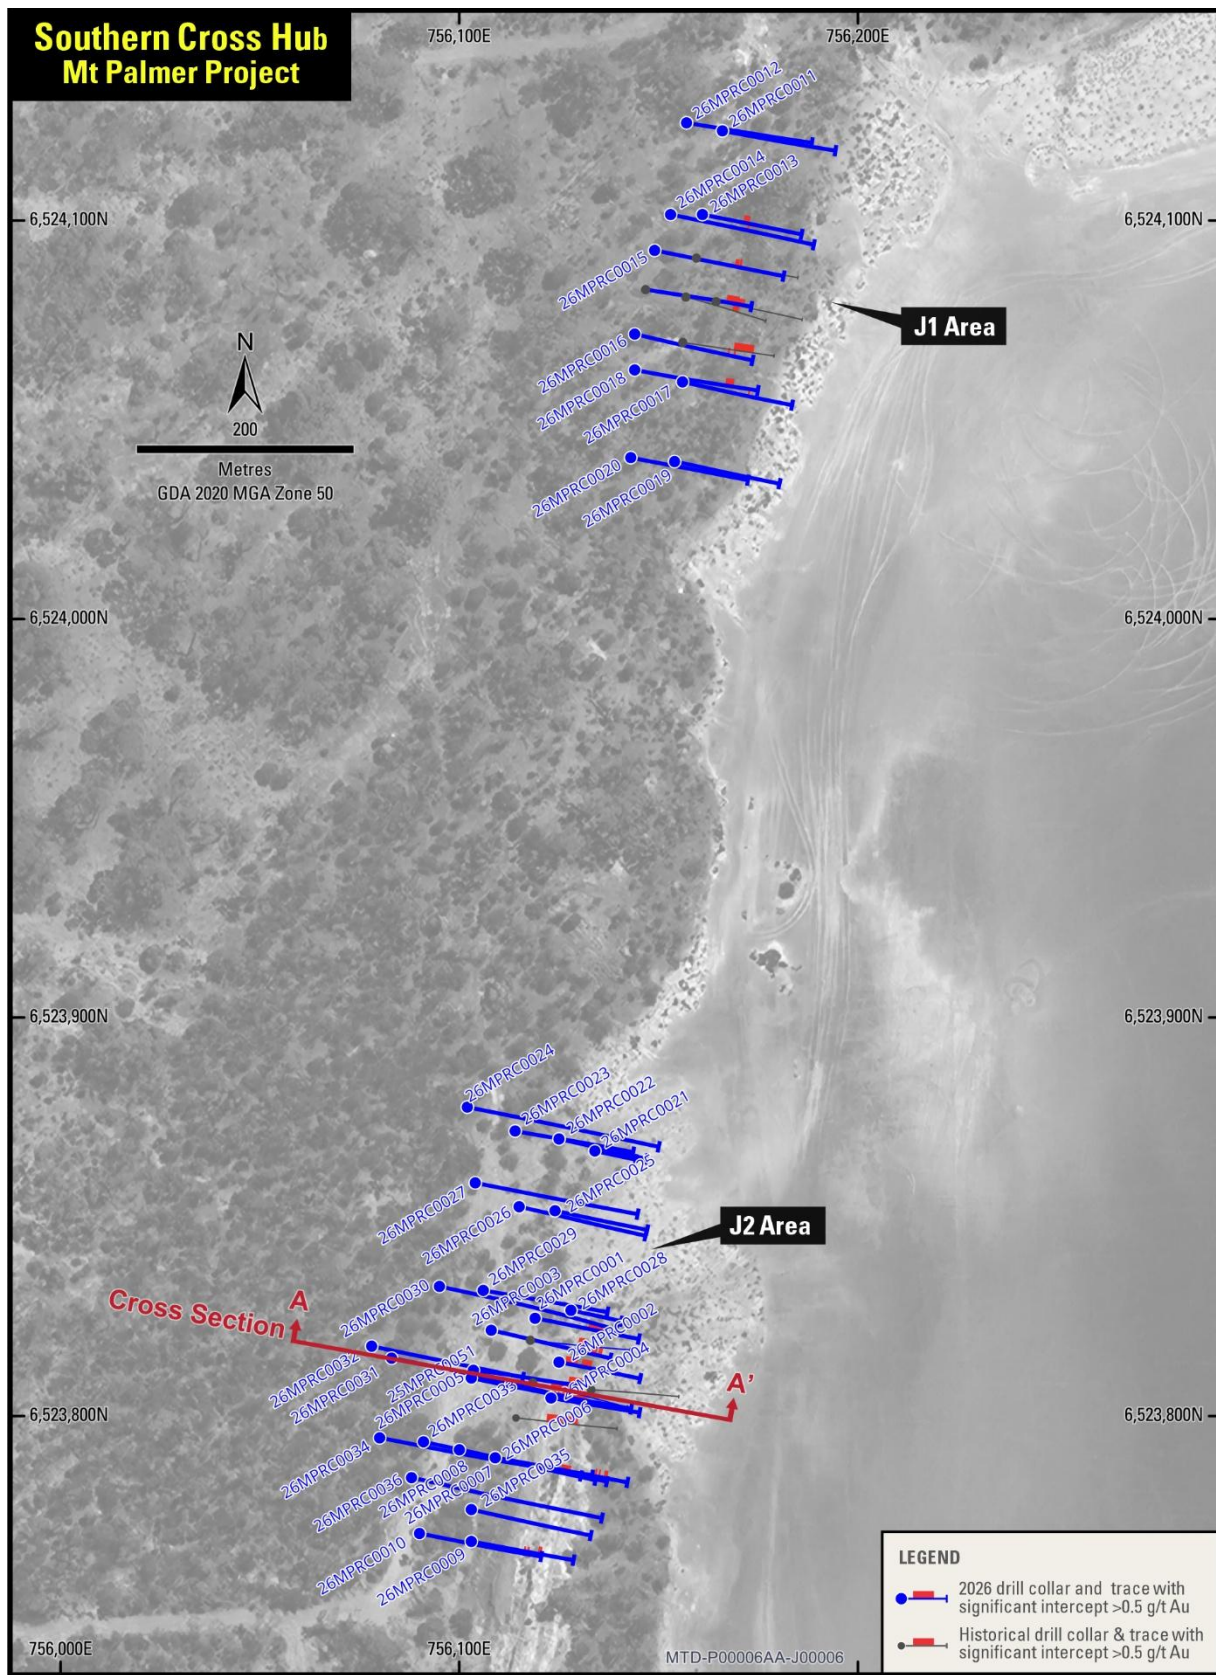 Southern Cross Hub
Mt Palmer Project
756,100E
756,200E
26MPRC0012
26MPRC0011
26MPRC0014
26MPRC0013
6,524,100N
6,524,100N
26MPRC0015
J1 Area
N
200
Metres
GDA 2020 MGA Zone 50
26MPRC0016
26MPRC0018
26MPRC0017
26MPRC0020
26MPRC0019
6,524,000N
6,524,000N
6,523,900N
6,523,900N
26MPRC0024
26MPRC0023
26MPRC0022
26MPRC0021
26MPRC0025
26MPRC0027
26MPRC0026
J2 Area
26MPRC0029
26MPRC0003
26MPRC0001
26MPRC0028
26MPRC0030
26MPRC0002
Cross Section
A
A'
26MPRC0032
26MPRC0031
25MPRC0051
26MPRC0005
26MPRC0033
26MPRC0004
6,523,800N
6,523,800N
26MPRC0034
26MPRC0036
26MPRC0008
26MPRC0007
26MPRC0006
26MPRC0035
26MPRC0010
26MPRC0009
LEGEND
2026 drill collar and trace with
significant intercept >0.5 g/t Au
Historical drill collar & trace with
significant intercept >0.5 g/t Au
756,000E
756,100E
MTD-P00006AA-J00006